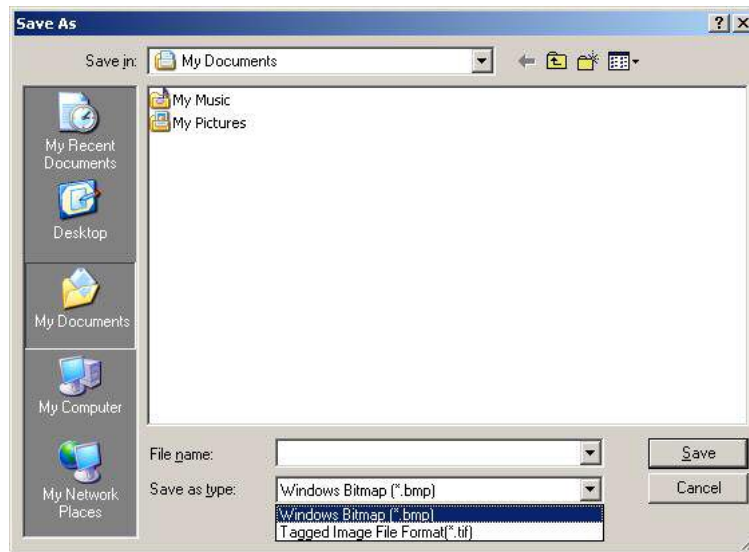 Save As
Save in: My Documents
My Music
My Pictures
My Recent
Documents
Desktop
My Documents
My Computer
My Network
Places
File name:
Save
Save as type: Windows Bitmap (*.bmp)
Cancel
Windows Bitmap (*.bmp)
Tagged Image File Format(*.tif)